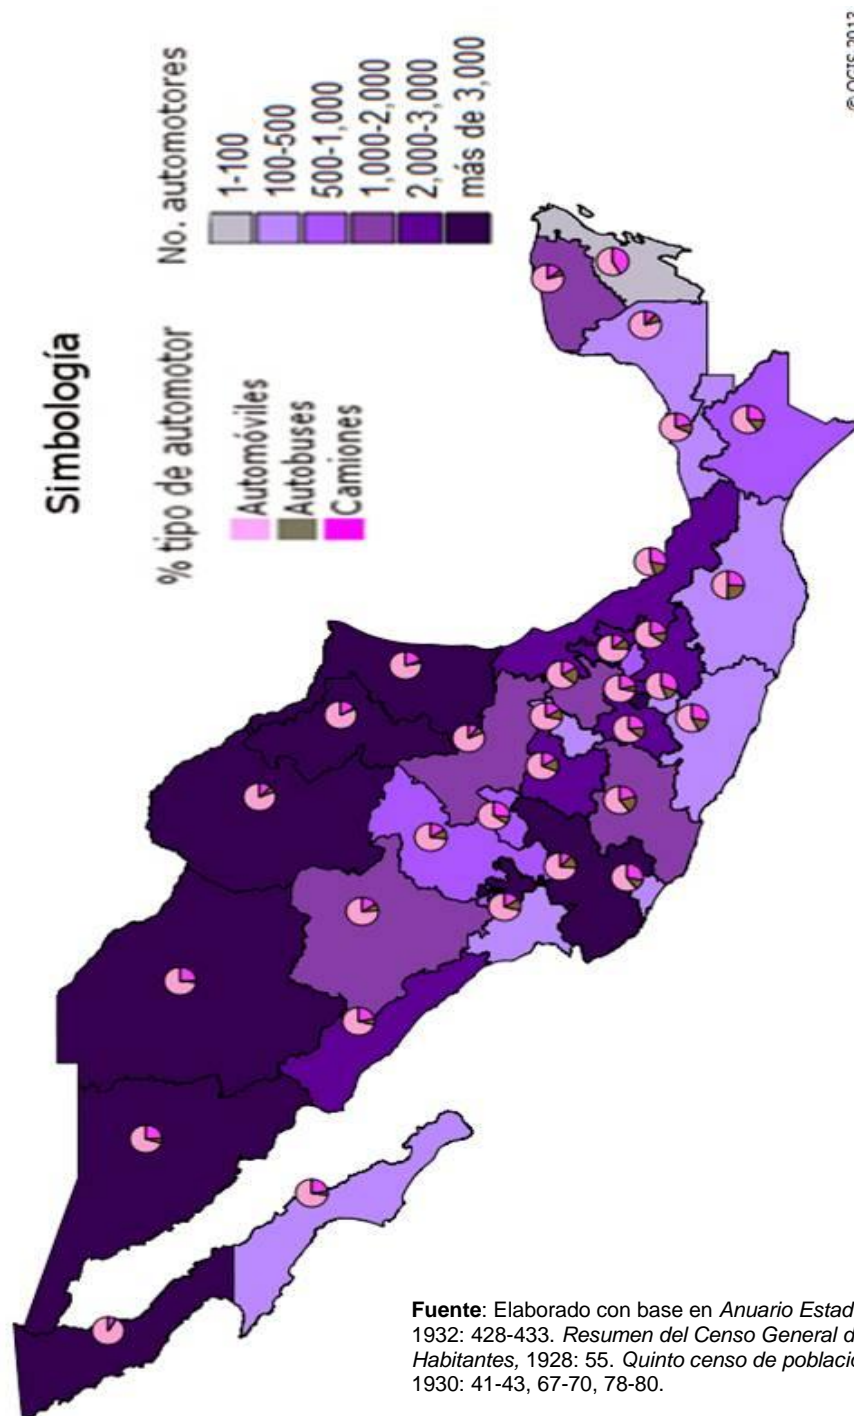 Simbología
% tipo de automotor
Automóviles
Autobuses
Camiones
No. automotores
1-100
100-500
500-1,000
1,000-2,000
2,000-3,000
más de 3,000
Fuente: Elaborado con base en Anuario Estad
1932: 428-433. Resumen del Censo General d
Habitantes, 1928: 55. Quinto censo de població
1930: 41-43, 67-70, 78-80.